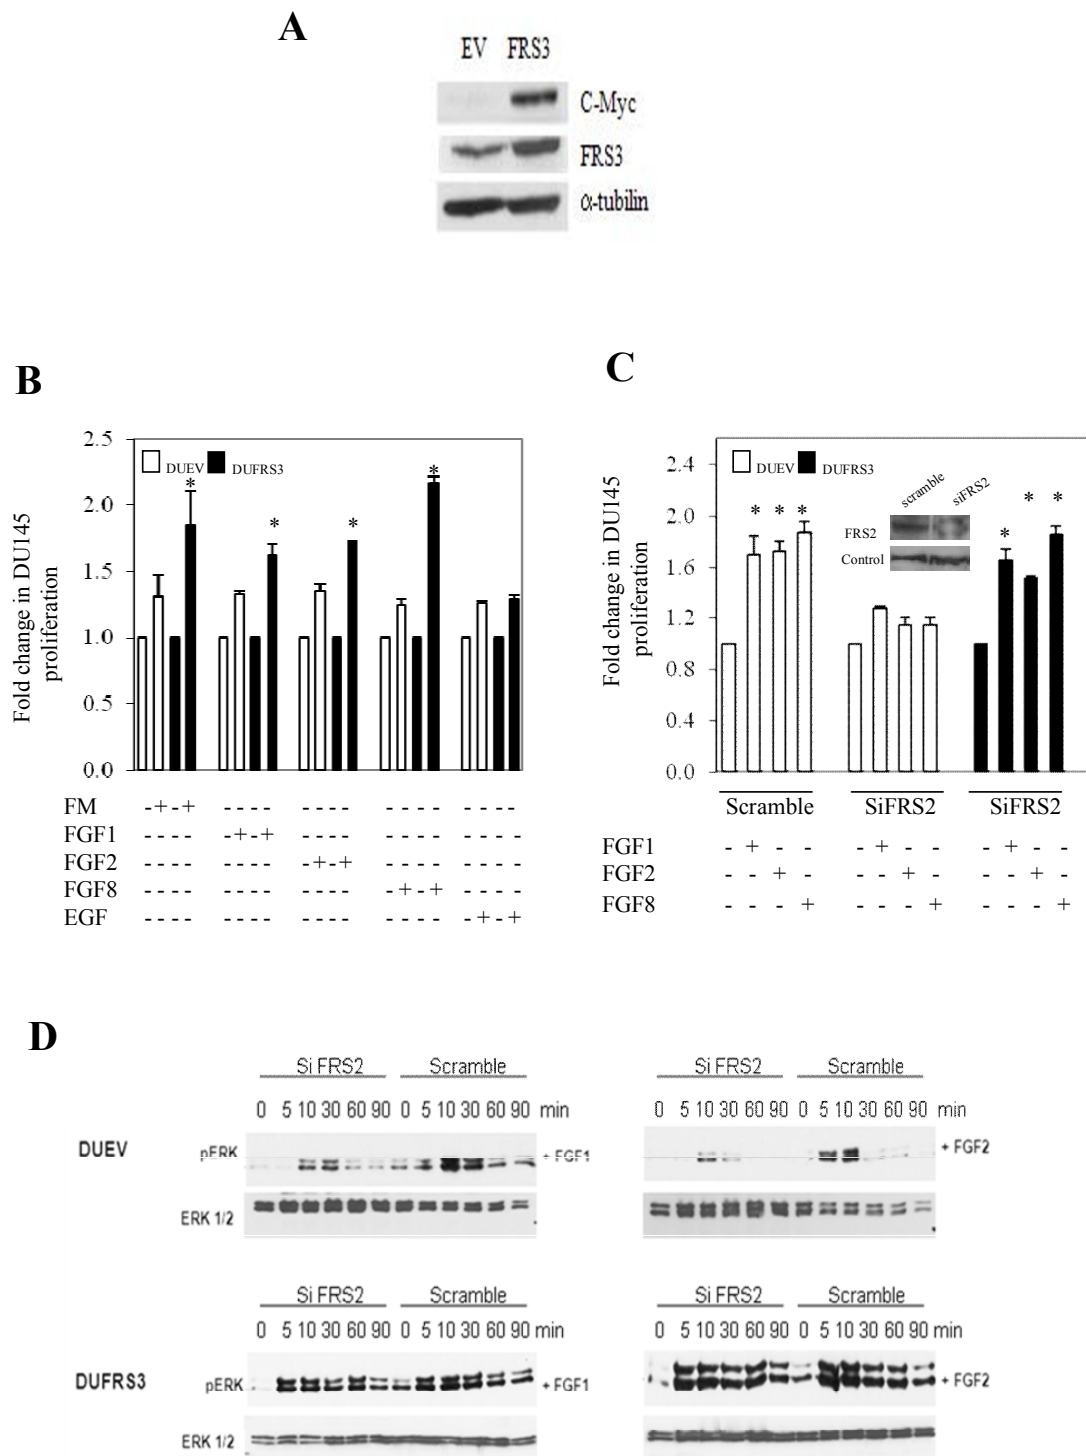 A
EV FRS3
C-Myc
FRS3
α-tubilin
B
2.5
2.0
1.5
1.0
0.5
0.0
Fold change in DU145
proliferation
DUEV DUFRS3
* * * *
FM -+-+ ---- ---- ---- ----
FGF1 ---- -+-+ ---- ---- ----
FGF2 ---- ---- -+-+ ---- ----
FGF8 ---- ---- ---- -+-+ ----
EGF ---- ---- ---- ---- -+-+
C
2.4
2.0
1.6
1.2
0.8
0.4
0.0
Fold change in DU145
proliferation
DUEV DUFRS3
scramble siFRS2
FRS2
Control
* * * * * *
Scramble SiFRS2 SiFRS2
FGF1 - + - - - + - - - + - -
FGF2 - - + - - - + - - - + -
FGF8 - - - + - - - + - - - +
D
Si FRS2 Scramble
0 5 10 30 60 90 0 5 10 30 60 90 min
DUEV
pERK + FGF1
ERK 1/2
Si FRS2 Scramble
0 5 10 30 60 90 0 5 10 30 60 90 min
+ FGF2
Si FRS2 Scramble
0 5 10 30 60 90 0 5 10 30 60 90 min
DUFRS3
pERK + FGF1
ERK 1/2
Si FRS2 Scramble
0 5 10 30 60 90 0 5 10 30 60 90 min
+ FGF2